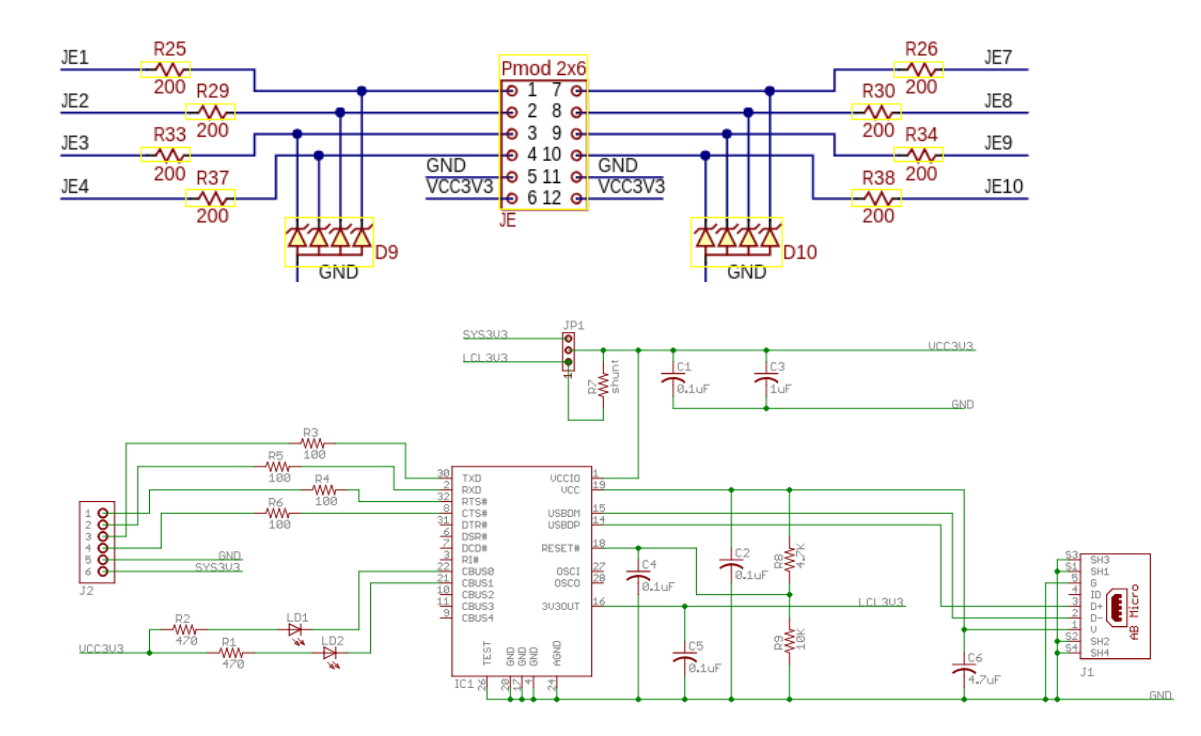 JE1 R25 200
JE2 R29 200
JE3 R33 200
JE4 R37 200
Pmod 2x6
1 7
2 8
3 9
4 10
GND 5 11 GND
VCC3V3 6 12 VCC3V3
JE
R26 200 JE7
R30 200 JE8
R34 200 JE9
R38 200 JE10
D9
GND
D10
GND
JP1
SYS3V3
LCL3V3
1
R7 shunt
C1 0.1uF
C3 1uF
VCC3V3
GND
R3 100
R5 100
R4 100
R6 100
1
2
3
4
5 GND
6 SYS3V3
J2
R2 470
R1 470
LD1
LD2
VCC3V3
30 TXD
2 RXD
32 RTS#
8 CTS#
31 DTR#
6 DSR#
7 DCD#
3 RI#
22 CBUS0
21 CBUS1
10 CBUS2
11 CBUS3
9 CBUS4
VCCIO 1
VCC 19
USBDM 15
USBDP 14
RESET# 18
OSCI 27
OSCO 28
3V3OUT 16
TEST GND GND GND AGND
IC1 26 20 17 4 24
C4 0.1uF
C2 0.1uF
R8 4.7K
LCL3V3
C5 0.1uF
R9 10K
C6 4.7uF
S3 SH3
S1 SH1
5 G
4 ID
3 D+
2 D-
1 V
S2 SH2
S4 SH4
AB Micro
J1
GND